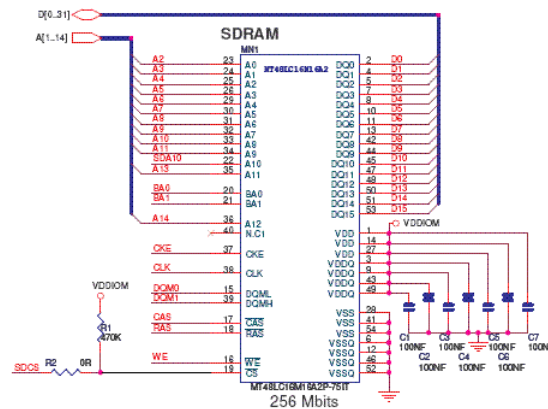 D[0..31]
A[1..14]
SDRAM
MN1
MT48LC16M16A2
A2 23 A0 DQ0 2 D0
A3 24 A1 DQ1 4 D1
A4 25 A2 DQ2 5 D2
A5 26 A3 DQ3 7 D3
A6 29 A4 DQ4 8 D4
A7 30 A5 DQ5 10 D5
A8 31 A6 DQ6 11 D6
A9 32 A7 DQ7 13 D7
A10 33 A8 DQ8 42 D8
A11 34 A9 DQ9 44 D9
SDA10 22 A10 DQ10 45 D10
A13 35 A11 DQ11 47 D11
DQ12 48 D12
BA0 20 BA0 DQ13 50 D13
BA1 21 BA1 DQ14 51 D14
DQ15 53 D15
A14 36 A12
40 N.C1
VDDIOM
VDD 1
VDD 14
CKE 37 CKE VDD 27
VDDQ 3
CLK 38 CLK VDDQ 9
VDDQ 43
DQM0 15 DQML VDDQ 49
DQM1 39 DQMH
VSS 28
CAS 17 CAS VSS 41
RAS 18 RAS VSS 54
VSSQ 6
VSSQ 12
WE 16 WE VSSQ 46
19 CS VSSQ 52
VDDIOM
R1
470K
SDCS R2 0R
C1 C3 C5 C7
100NF 100NF 100NF 100NF
C2 C4 C6
100NF 100NF 100NF
MT48LC16M16A2P-75IT
256 Mbits